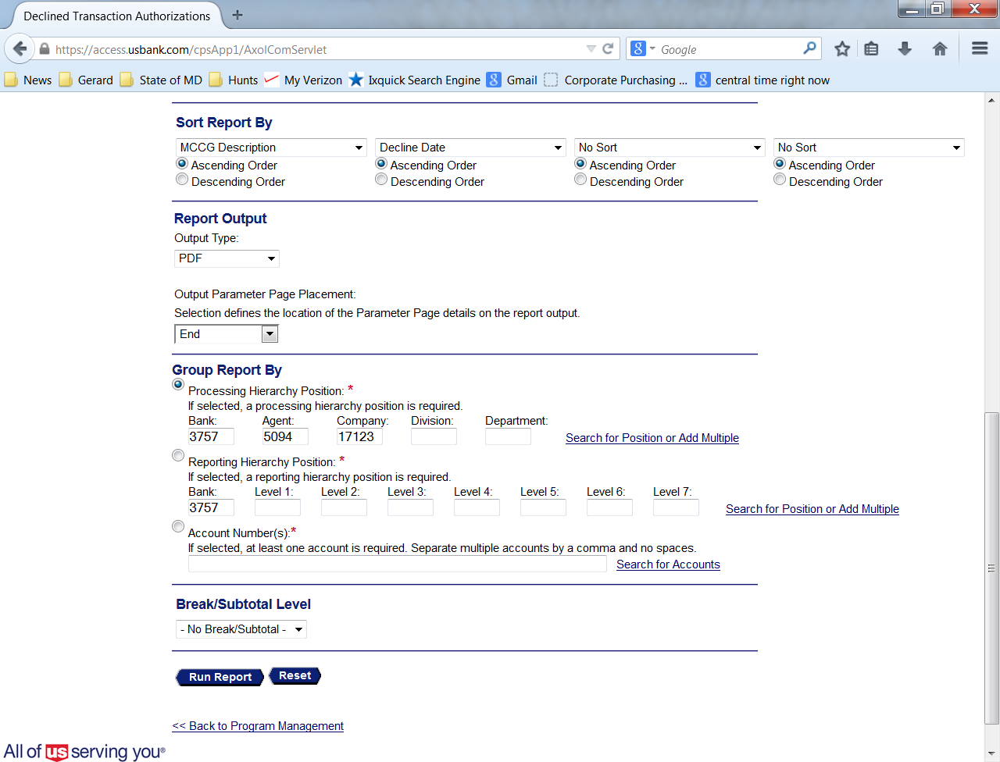 Declined Transaction Authorizations
https://access.usbank.com/cpsApp1/AxolComServlet
Google
News Gerard State of MD Hunts My Verizon Ixquick Search Engine Gmail Corporate Purchasing ... central time right now
Sort Report By
MCCG Description Decline Date No Sort No Sort
Ascending Order Ascending Order Ascending Order Ascending Order
Descending Order Descending Order Descending Order Descending Order
Report Output
Output Type:
PDF
Output Parameter Page Placement:
Selection defines the location of the Parameter Page details on the report output.
End
Group Report By
Processing Hierarchy Position: *
If selected, a processing hierarchy position is required.
Bank: Agent: Company: Division: Department:
3757 5094 17123 Search for Position or Add Multiple
Reporting Hierarchy Position: *
If selected, a reporting hierarchy position is required.
Bank: Level 1: Level 2: Level 3: Level 4: Level 5: Level 6: Level 7:
3757 Search for Position or Add Multiple
Account Number(s):*
If selected, at least one account is required. Separate multiple accounts by a comma and no spaces.
Search for Accounts
Break/Subtotal Level
- No Break/Subtotal -
Run Report Reset
<< Back to Program Management
All of us serving you®